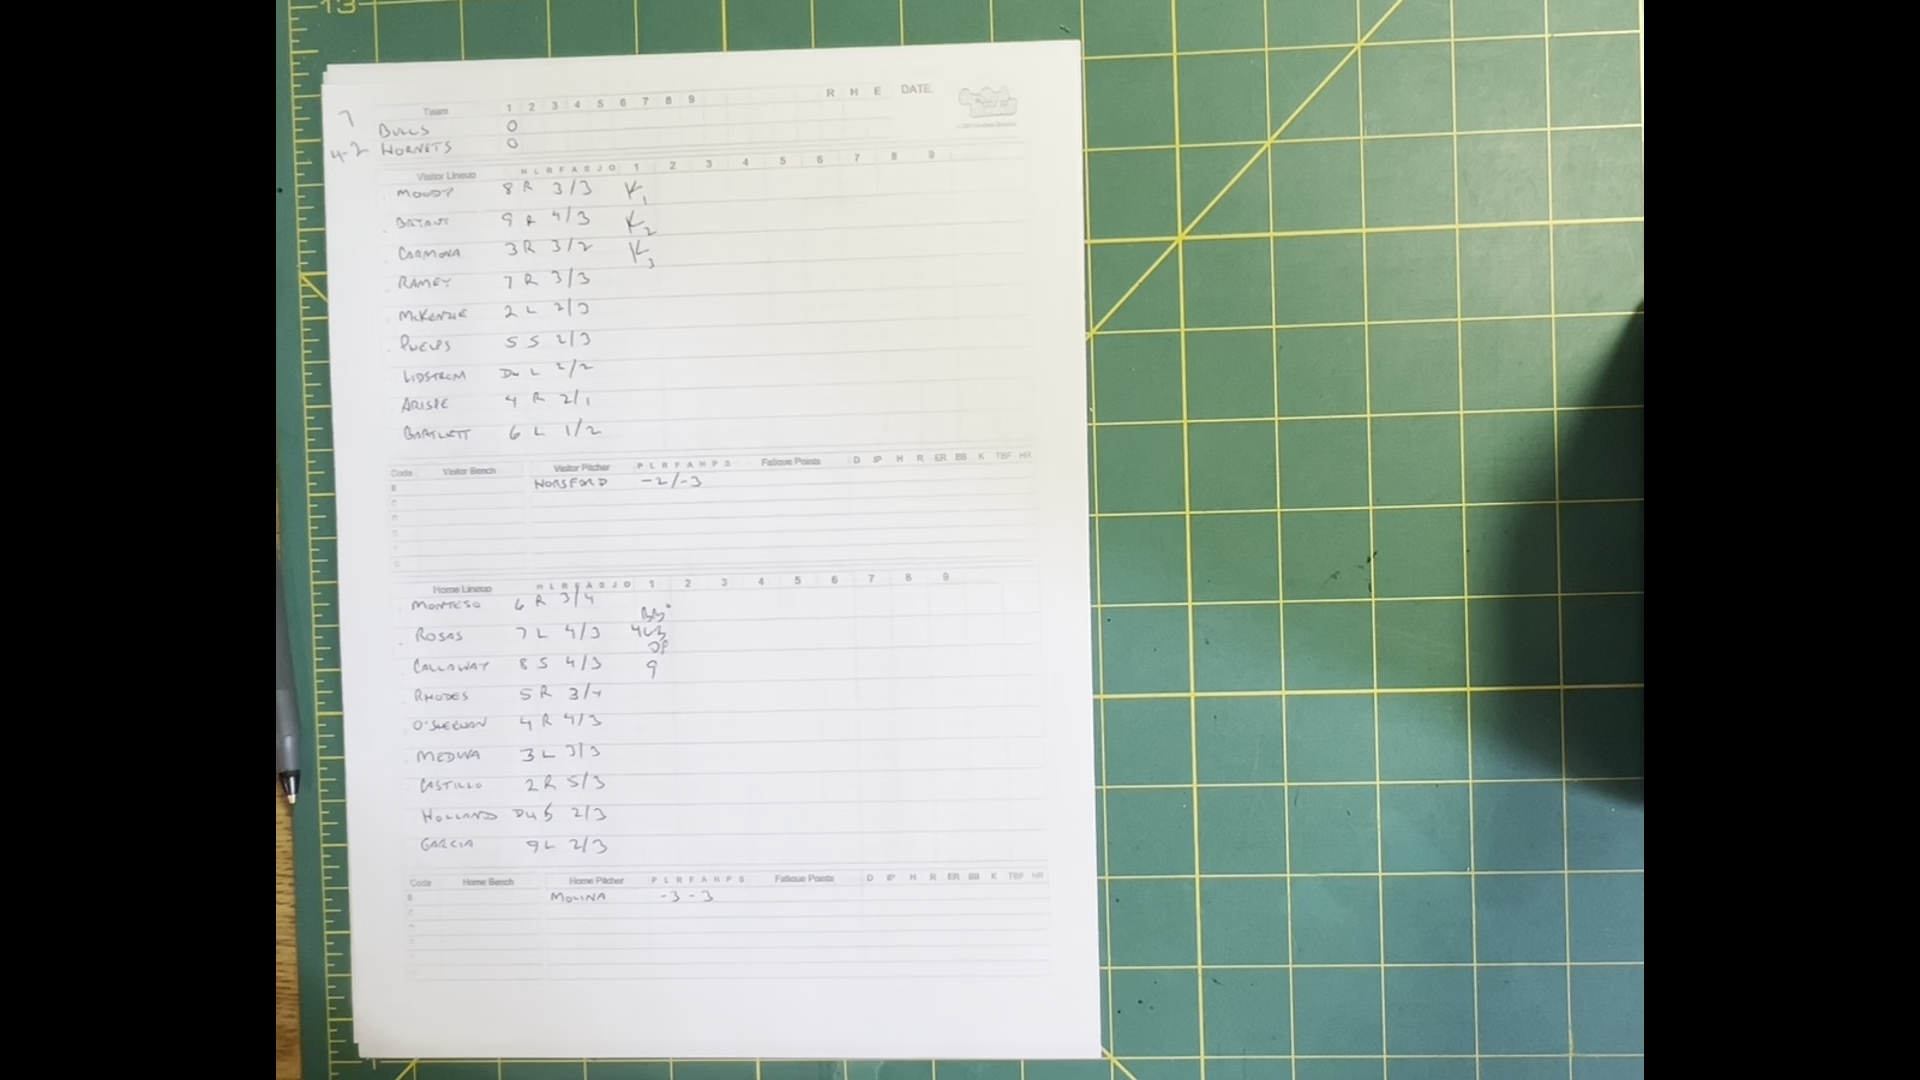 13
7
Team 1 2 3 4 5 6 7 8 9 R H E DATE
BULLS 0
4-2 HORNETS 0
Visitor Lineup H L R F A S J O 1 2 3 4 5 6 7 8 9
MOODY 8 R 3/3 K1
BRYANT 9 R 4/3 K2
CARMONA 3 R 3/2 K3
RAMEY 7 R 3/3
MCKENZIE 2 L 2/3
PHELPS 5 S 2/3
LIDSTROM DH L 2/2
ARISPE 4 R 2/1
BARTLETT 6 L 1/2
Code Visitor Bench Visitor Pitcher P L R F A N P S Fatigue Points D IP H R ER BB K TBF HR
B HORSFORD -2/-3
C
D
Home Lineup H L R F A S J O 1 2 3 4 5 6 7 8 9
MONTESO 6 R 3/4 BB
ROSAS 7 L 4/3 463 DP
CALLAWAY 8 S 4/3 9
RHODES 5 R
O'SHEEHAN 4 R 4/3
MEDINA 3 L 3/3
CASTILLO 2 R 5/3
HOLLAND DH S 2/3
GARCIA 9 L 2/3
Code Home Bench Home Pitcher P L R F A N P S Fatigue Points D IP H R ER BB K TBF HR
B MOLINA -3 -3
C
D